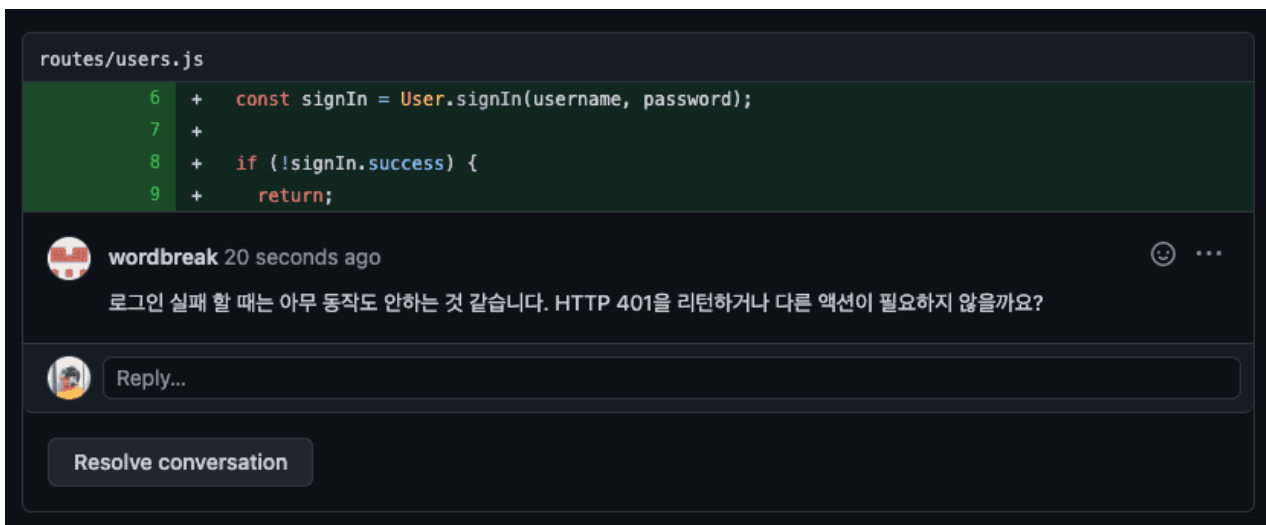 routes/users.js
6 + const signIn = User.signIn(username, password);
7 +
8 + if (!signIn.success) {
9 + return;
wordbreak 20 seconds ago
로그인 실패 할 때는 아무 동작도 안하는 것 같습니다. HTTP 401을 리턴하거나 다른 액션이 필요하지 않을까요?
Reply...
Resolve conversation